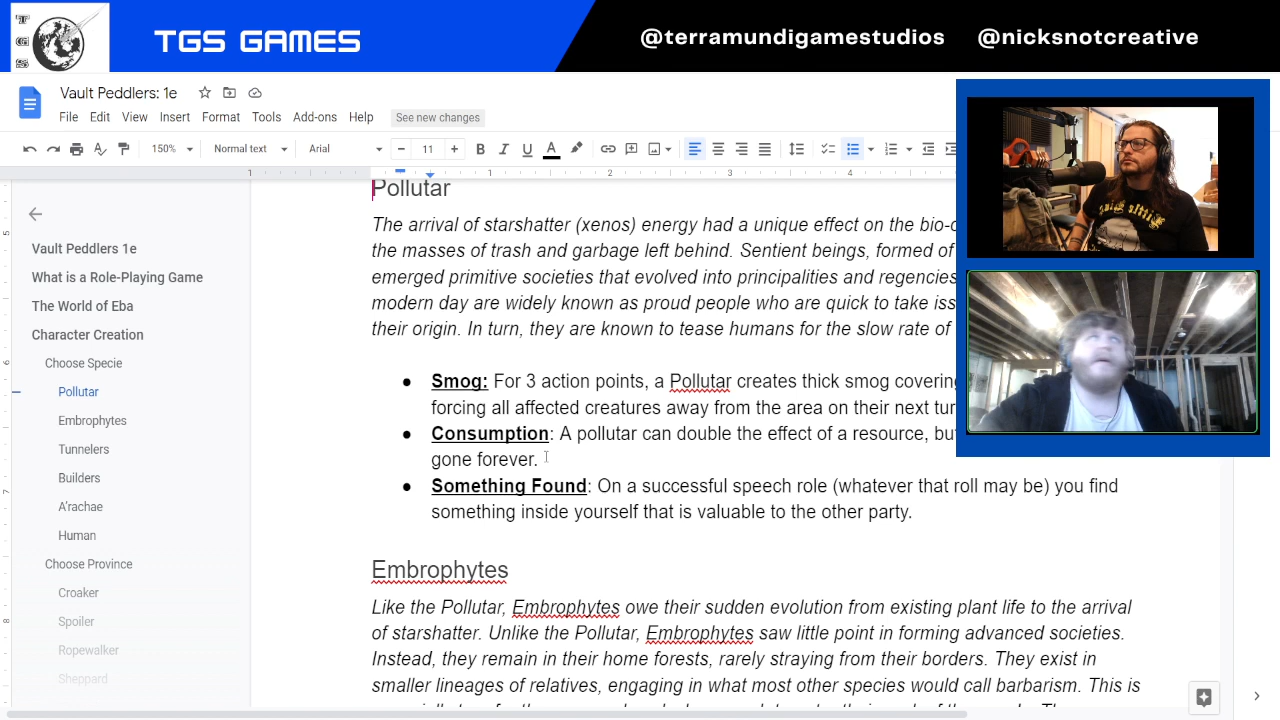 TGS
TGS GAMES
@terramundigamestudios @nicksnotcreative
Vault Peddlers: 1e
File Edit View Insert Format Tools Add-ons Help See new changes
150% Normal text Arial 11 B I U A
1 1 2 3 4
Pollutar
Vault Peddlers 1e
What is a Role-Playing Game
The World of Eba
Character Creation
Choose Specie
Pollutar
Embrophytes
Tunnelers
Builders
A'rachae
Human
Choose Province
Croaker
Spoiler
Ropewalker
Sheppard
5
6
7
8
The arrival of starshatter (xenos) energy had a unique effect on the
the masses of trash and garbage left behind. Sentient beings, formed of
emerged primitive societies that evolved into principalities and regencies
modern day are widely known as proud people who are quick to take
their origin. In turn, they are known to tease humans for the slow rate of
● Smog: For 3 action points, a Pollutar creates thick smog covering
forcing all affected creatures away from the area on their next
● Consumption: A pollutar can double the effect of a resource,
gone forever.
● Something Found: On a successful speech role (whatever that roll may be) you find
something inside yourself that is valuable to the other party.
Embrophytes
Like the Pollutar, Embrophytes owe their sudden evolution from existing plant life to the arrival
of starshatter. Unlike the Pollutar, Embrophytes saw little point in forming advanced societies.
Instead, they remain in their home forests, rarely straying from their borders. They exist in
smaller lineages of relatives, engaging in what most other species would call barbarism. This is